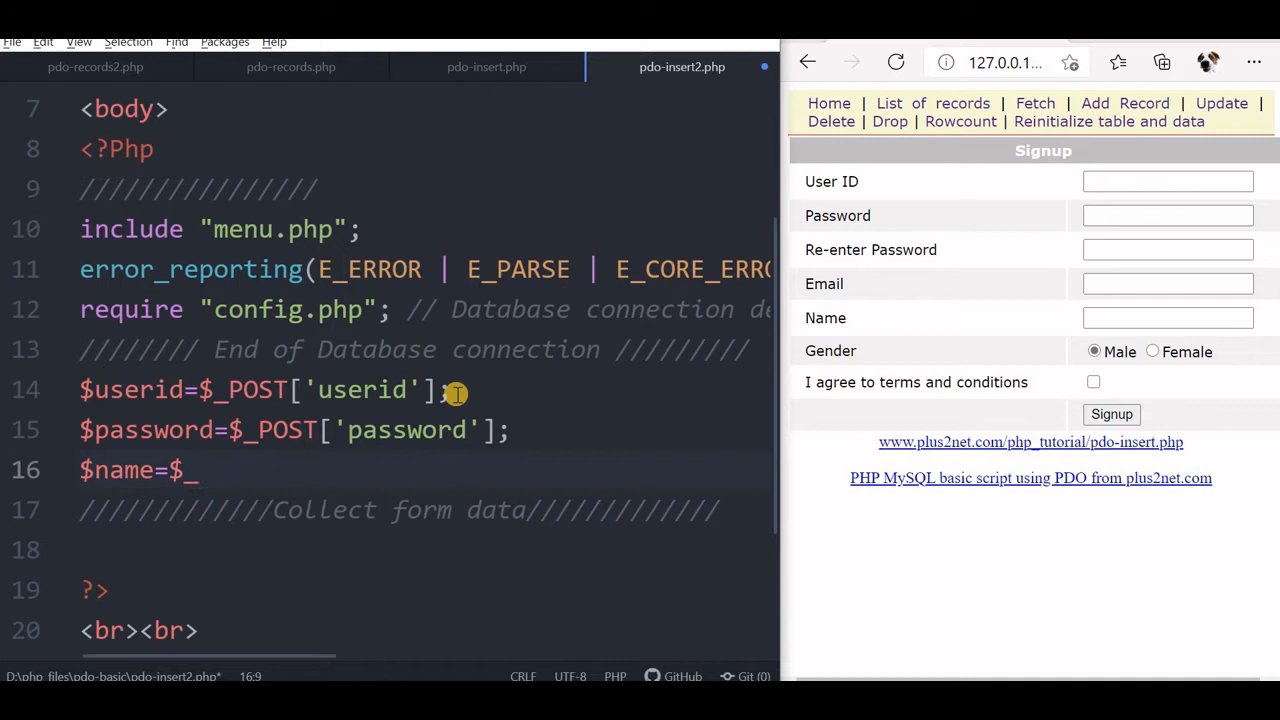 File Edit View Selection Find Packages Help
pdo-records2.php pdo-records.php pdo-insert.php pdo-insert2.php
7 <body>
8 <?Php
9 ////////////////
10 include "menu.php";
11 error_reporting(E_ERROR | E_PARSE | E_CORE_ERRO
12 require "config.php"; // Database connection de
13 //////// End of Database connection /////////
14 $userid=$_POST['userid'];
15 $password=$_POST['password'];
16 $name=$_
17 /////////////Collect form data/////////////
18
19 ?>
20 <br><br>
D:\php_files\pdo-basic\pdo-insert2.php* 16:9 CRLF UTF-8 PHP GitHub Git (0)
127.0.0.1...
Home | List of records | Fetch | Add Record | Update |
Delete | Drop | Rowcount | Reinitialize table and data
Signup
User ID
Password
Re-enter Password
Email
Name
Gender Male Female
I agree to terms and conditions
Signup
www.plus2net.com/php_tutorial/pdo-insert.php
PHP MySQL basic script using PDO from plus2net.com